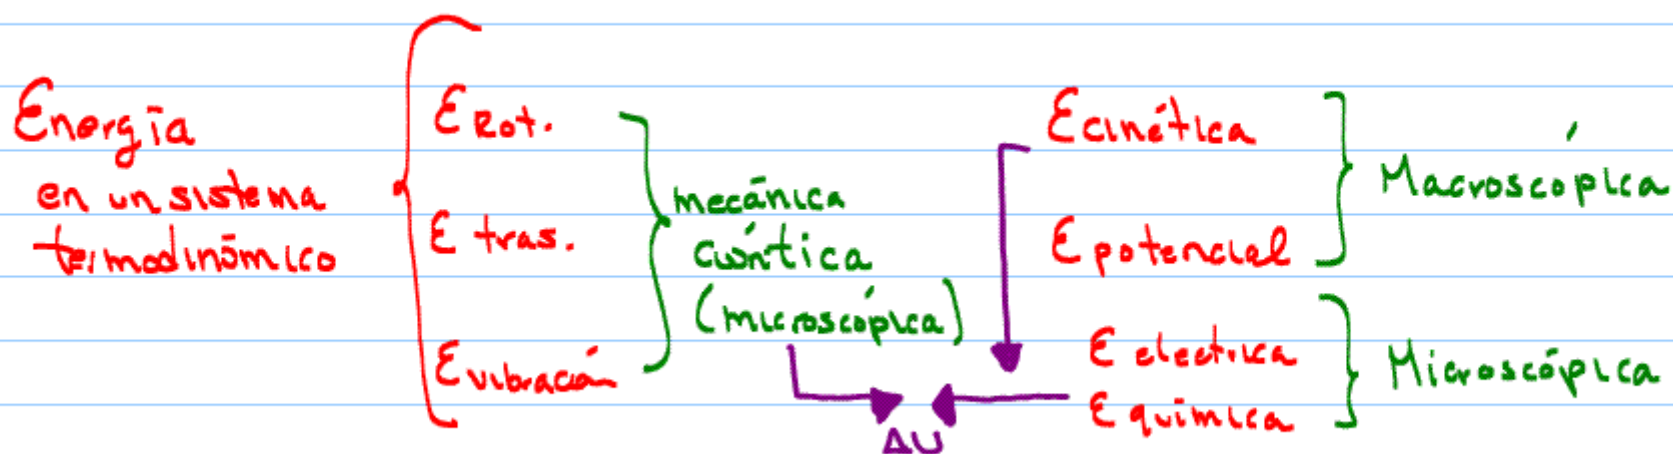 Energía
en un sistema
termodinámico
E Rot.
E tras.
E vibración
mecánica
cuántica
(microscópica)
E cinética
E potencial
Macroscópica
E electrica
E química
Microscópica
ΔU